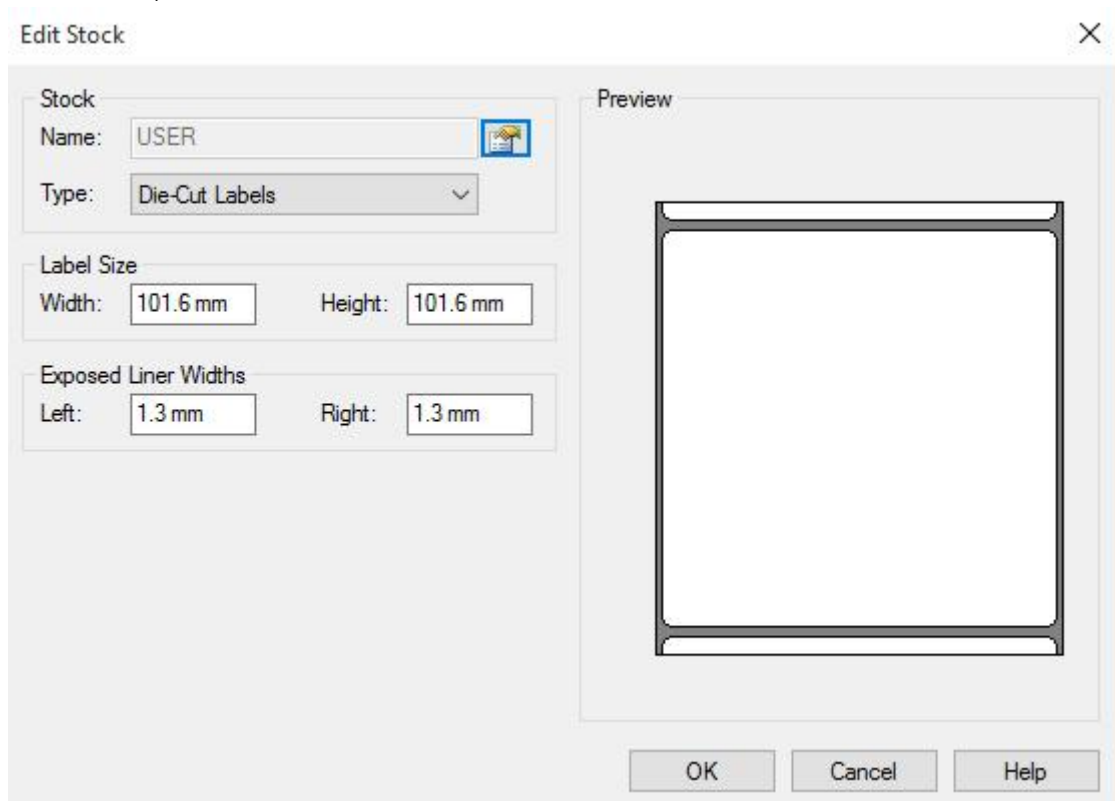 Edit Stock
Stock
Name: USER
Type: Die-Cut Labels
Label Size
Width: 101.6 mm Height: 101.6 mm
Exposed Liner Widths
Left: 1.3 mm Right: 1.3 mm
Preview
OK Cancel Help